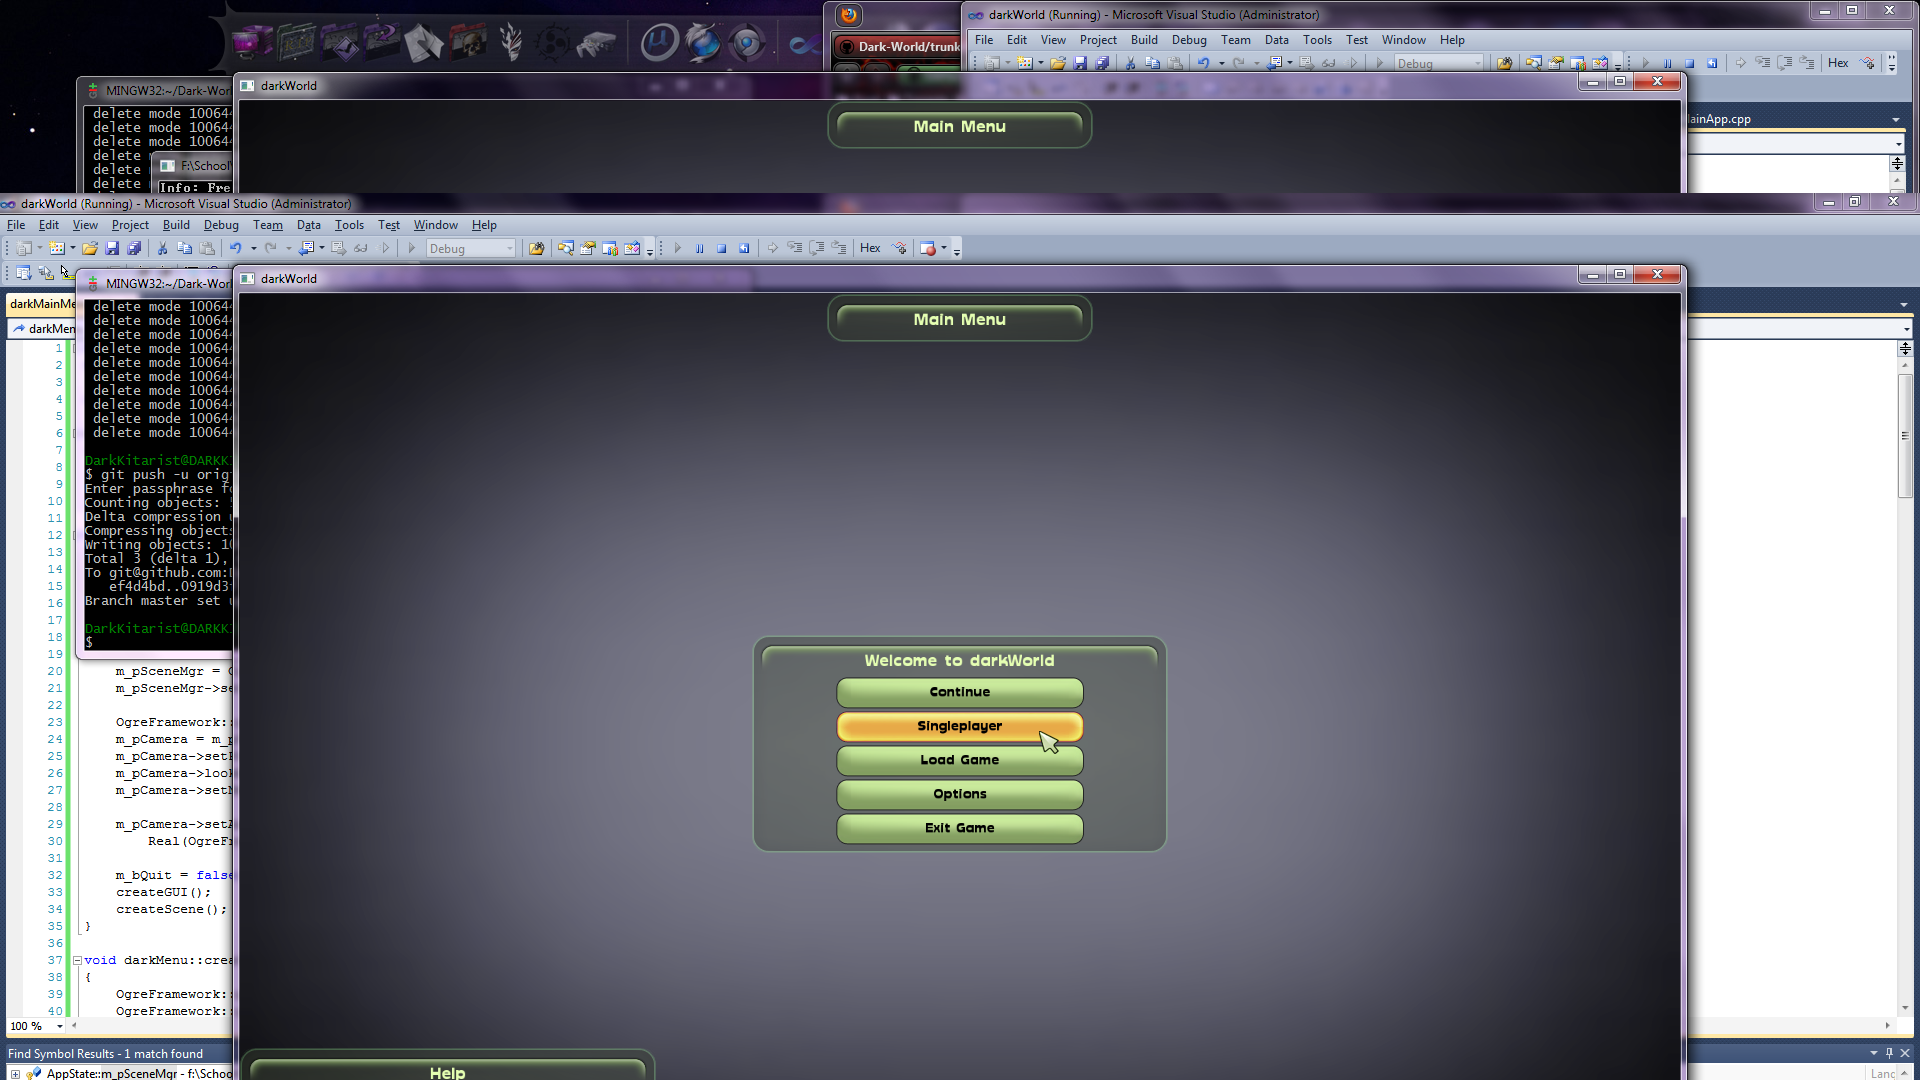 darkWorld (Running) - Microsoft Visual Studio (Administrator)
Dark-World/trunk
File Edit View Project Build Debug Team Data Tools Test Window Help
Debug
Hex
MINGW32:~/Dark-Worl
darkWorld
delete mode 10064
delete mode 10064
delete mode 10064
delete
delete
delete
F:\School
Info: Fre
Main Menu
MainApp.cpp
darkWorld (Running) - Microsoft Visual Studio (Administrator)
File Edit View Project Build Debug Team Data Tools Test Window Help
Debug
Hex
MINGW32:~/Dark-Worl
darkWorld
darkMainMe
darkMen
delete mode 10064
delete mode 10064
delete mode 10064
delete mode 10064
delete mode 10064
delete mode 10064
delete mode 10064
delete mode 10064
delete mode 10064
delete mode 10064
DarkKitarist@DARKK
$ git push -u orig
Enter passphrase fo
Counting objects:
Delta compression
Compressing objects
Writing objects: 10
Total 3 (delta 1),
To git@github.com:
ef4d4bd..0919d3
Branch master set
DarkKitarist@DARKK
$
Main Menu
Welcome to darkWorld
Continue
Singleplayer
Load Game
Options
Exit Game
Help
1
2
3
4
5
6
7
8
9
10
11
12
13
14
15
16
17
18
19
20 m_pSceneMgr =
21 m_pSceneMgr->se
22
23 OgreFramework::
24 m_pCamera = m_p
25 m_pCamera->set
26 m_pCamera->loo
27 m_pCamera->set
28
29 m_pCamera->set
30 Real(OgreF
31
32 m_bQuit = false
33 createGUI();
34 createScene();
35 }
36
37 void darkMenu::crea
38 {
39 OgreFramework::
40 OgreFramework::
100 %
Find Symbol Results - 1 match found
AppState::m_pSceneMgr - f:\Schoo
Lanc